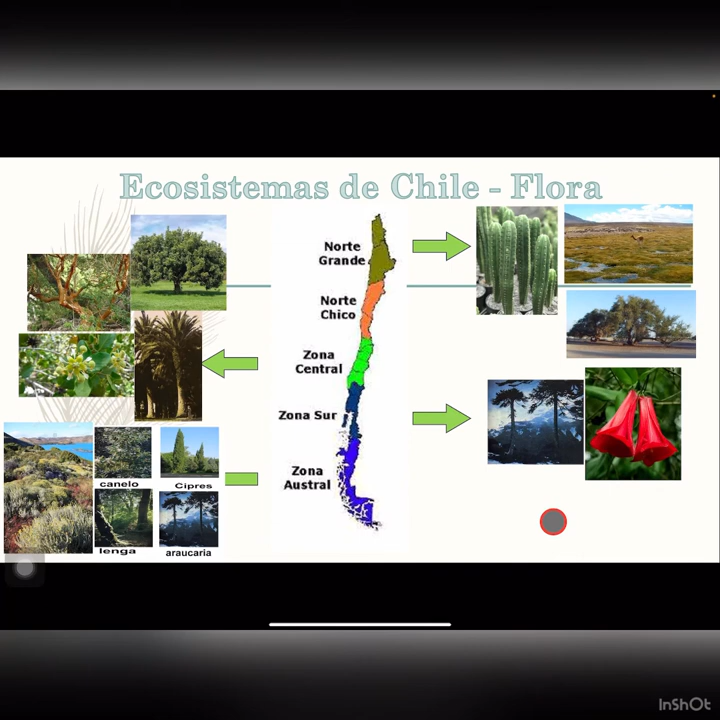 Ecosistemas de Chile - Flora
Norte
Grande
Norte
Chico
Zona
Central
Zona Sur
Zona
Austral
canelo
Cipres
lenga
araucaria
InShOt